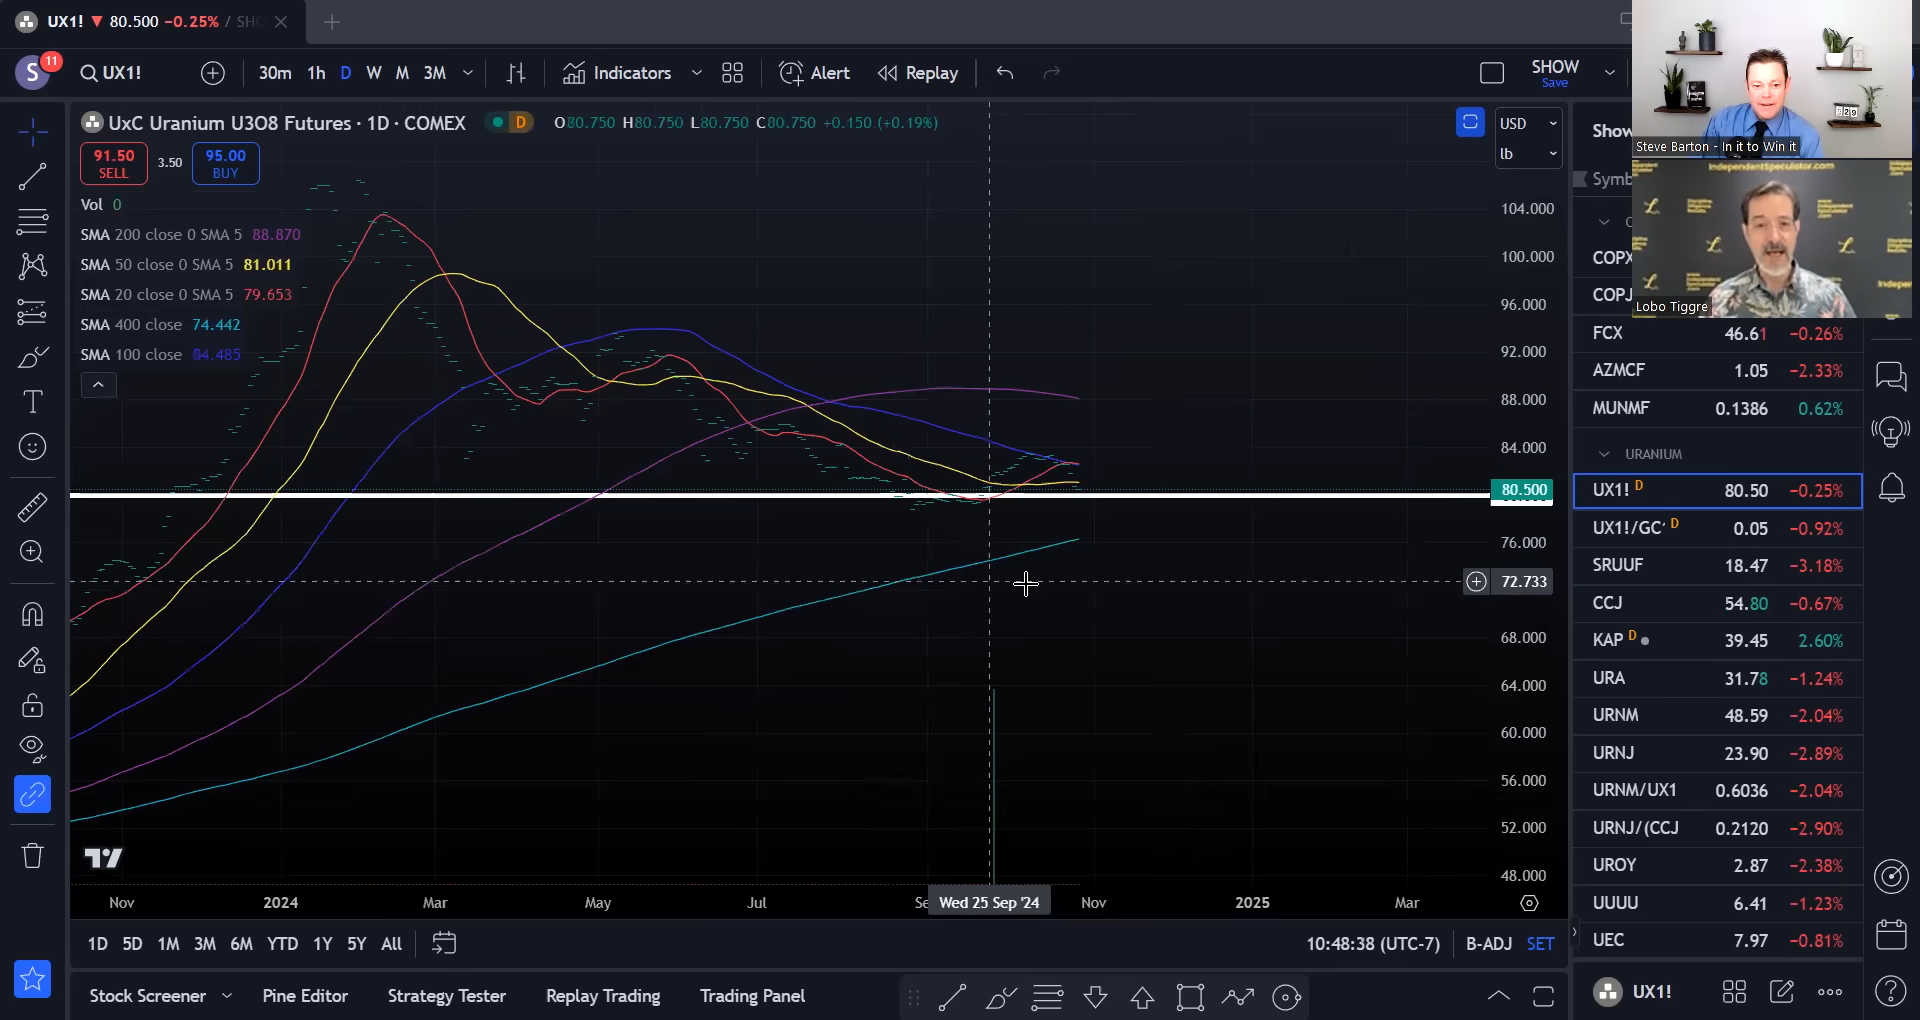 UX1! ▼ 80.500 −0.25% / SHO
S 11 UX1! 30m 1h D W M 3M Indicators Alert Replay SHOW
Save
UxC Uranium U3O8 Futures · 1D · COMEX D O80.750 H80.750 L80.750 C80.750 +0.150 (+0.19%)
91.50
SELL
3.50
95.00
BUY
Vol 0
SMA 200 close 0 SMA 5 88.870
SMA 50 close 0 SMA 5 81.011
SMA 20 close 0 SMA 5 79.653
SMA 400 close 74.442
SMA 100 close 84.485
USD
lb
104.000
100.000
96.000
92.000
88.000
84.000
80.500
76.000
72.733
68.000
64.000
60.000
56.000
52.000
48.000
Nov 2024 Mar May Jul Wed 25 Sep '24 Nov 2025 Mar
1D 5D 1M 3M 6M YTD 1Y 5Y All 10:48:38 (UTC-7) B-ADJ SET
Stock Screener Pine Editor Strategy Tester Replay Trading Trading Panel
Steve Barton - In it to Win it
IndependentSpeculator.com
Lobo Tiggre
Show
Symb
COPX
COPJ
FCX 46.61 −0.26%
AZMCF 1.05 −2.33%
MUNMF 0.1386 0.62%
URANIUM
UX1! D 80.50 −0.25%
UX1!/GC D 0.05 −0.92%
SRUUF 18.47 −3.18%
CCJ 54.80 −0.67%
KAP D 39.45 2.60%
URA 31.78 −1.24%
URNM 48.59 −2.04%
URNJ 23.90 −2.89%
URNM/UX1 0.6036 −2.04%
URNJ/(CCJ 0.2120 −2.90%
UROY 2.87 −2.38%
UUUU 6.41 −1.23%
UEC 7.97 −0.81%
UX1!